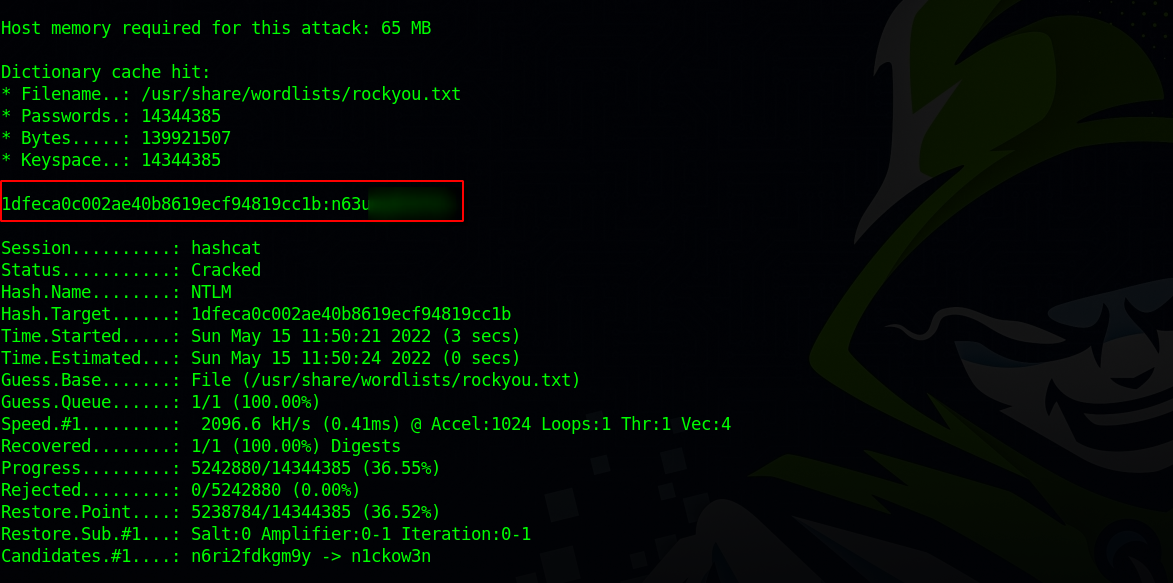 Host memory required for this attack: 65 MB
Dictionary cache hit:
* Filename..: /usr/share/wordlists/rockyou.txt
* Passwords.: 14344385
* Bytes.....: 139921507
* Keyspace..: 14344385
1dfeca0c002ae40b8619ecf94819cc1b:n63u
Session..........: hashcat
Status...........: Cracked
Hash.Name........: NTLM
Hash.Target......: 1dfeca0c002ae40b8619ecf94819cc1b
Time.Started.....: Sun May 15 11:50:21 2022 (3 secs)
Time.Estimated...: Sun May 15 11:50:24 2022 (0 secs)
Guess.Base.......: File (/usr/share/wordlists/rockyou.txt)
Guess.Queue......: 1/1 (100.00%)
Speed.#1.........:  2096.6 kH/s (0.41ms) @ Accel:1024 Loops:1 Thr:1 Vec:4
Recovered........: 1/1 (100.00%) Digests
Progress.........: 5242880/14344385 (36.55%)
Rejected.........: 0/5242880 (0.00%)
Restore.Point....: 5238784/14344385 (36.52%)
Restore.Sub.#1...: Salt:0 Amplifier:0-1 Iteration:0-1
Candidates.#1....: n6ri2fdkgm9y -> n1ckow3n